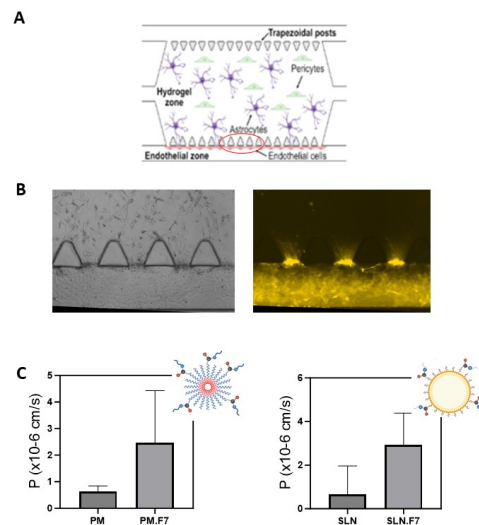 A
Trapezoidal posts
Pericytes
Hydrogel
zone
Astrocytes
Endothelial zone
Endothelial cells
B
C
5
4
3
2
1
0
P (x10-6 cm/s)
PM
PM.F7
6
4
2
0
P (x10-6 cm/s)
SLN
SLN.F7